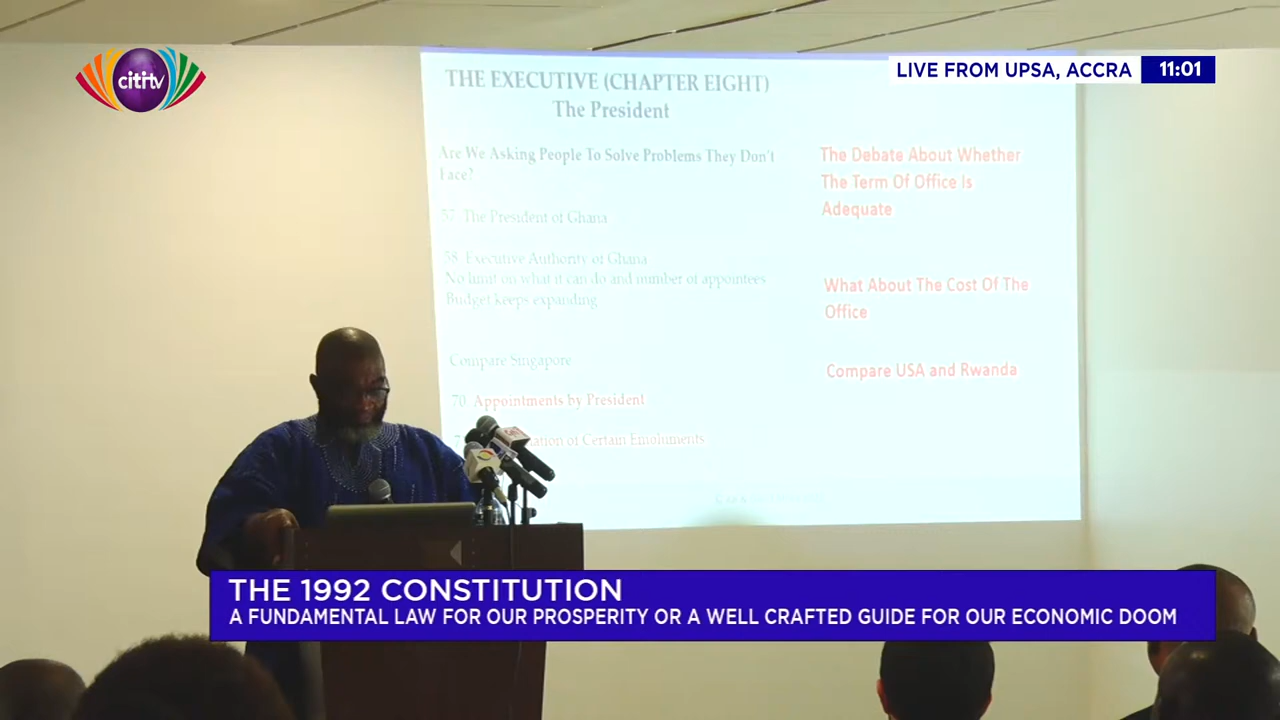 citi tv
LIVE FROM UPSA, ACCRA 11:01
THE EXECUTIVE (CHAPTER EIGHT)
The President
Are We Asking People To Solve Problems They Don't
Face?
57. The President of Ghana
58. Executive Authority of Ghana
No limit on what it can do and number of appointees
Budget keeps expanding
Compare Singapore
70. Appointments by President
of Certain Emoluments
The Debate About Whether
The Term Of Office Is
Adequate
What About The Cost Of The
Office
Compare USA and Rwanda
THE 1992 CONSTITUTION
A FUNDAMENTAL LAW FOR OUR PROSPERITY OR A WELL CRAFTED GUIDE FOR OUR ECONOMIC DOOM